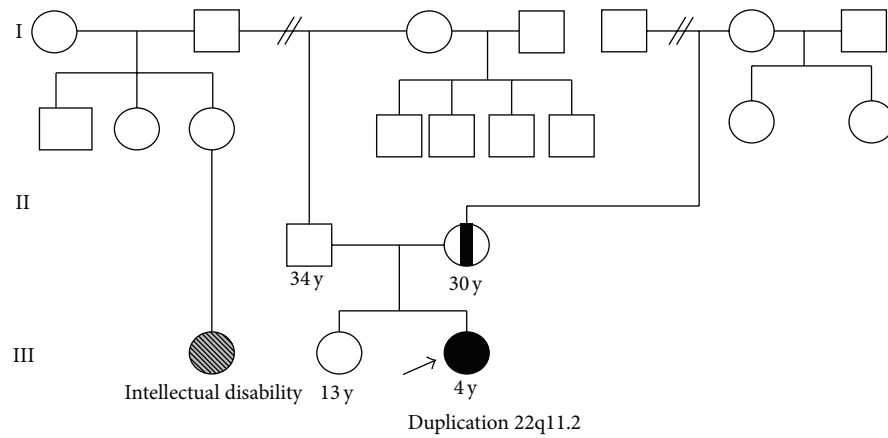 I
II
34 y
30 y
III
Intellectual disability
13 y
4 y
Duplication 22q11.2